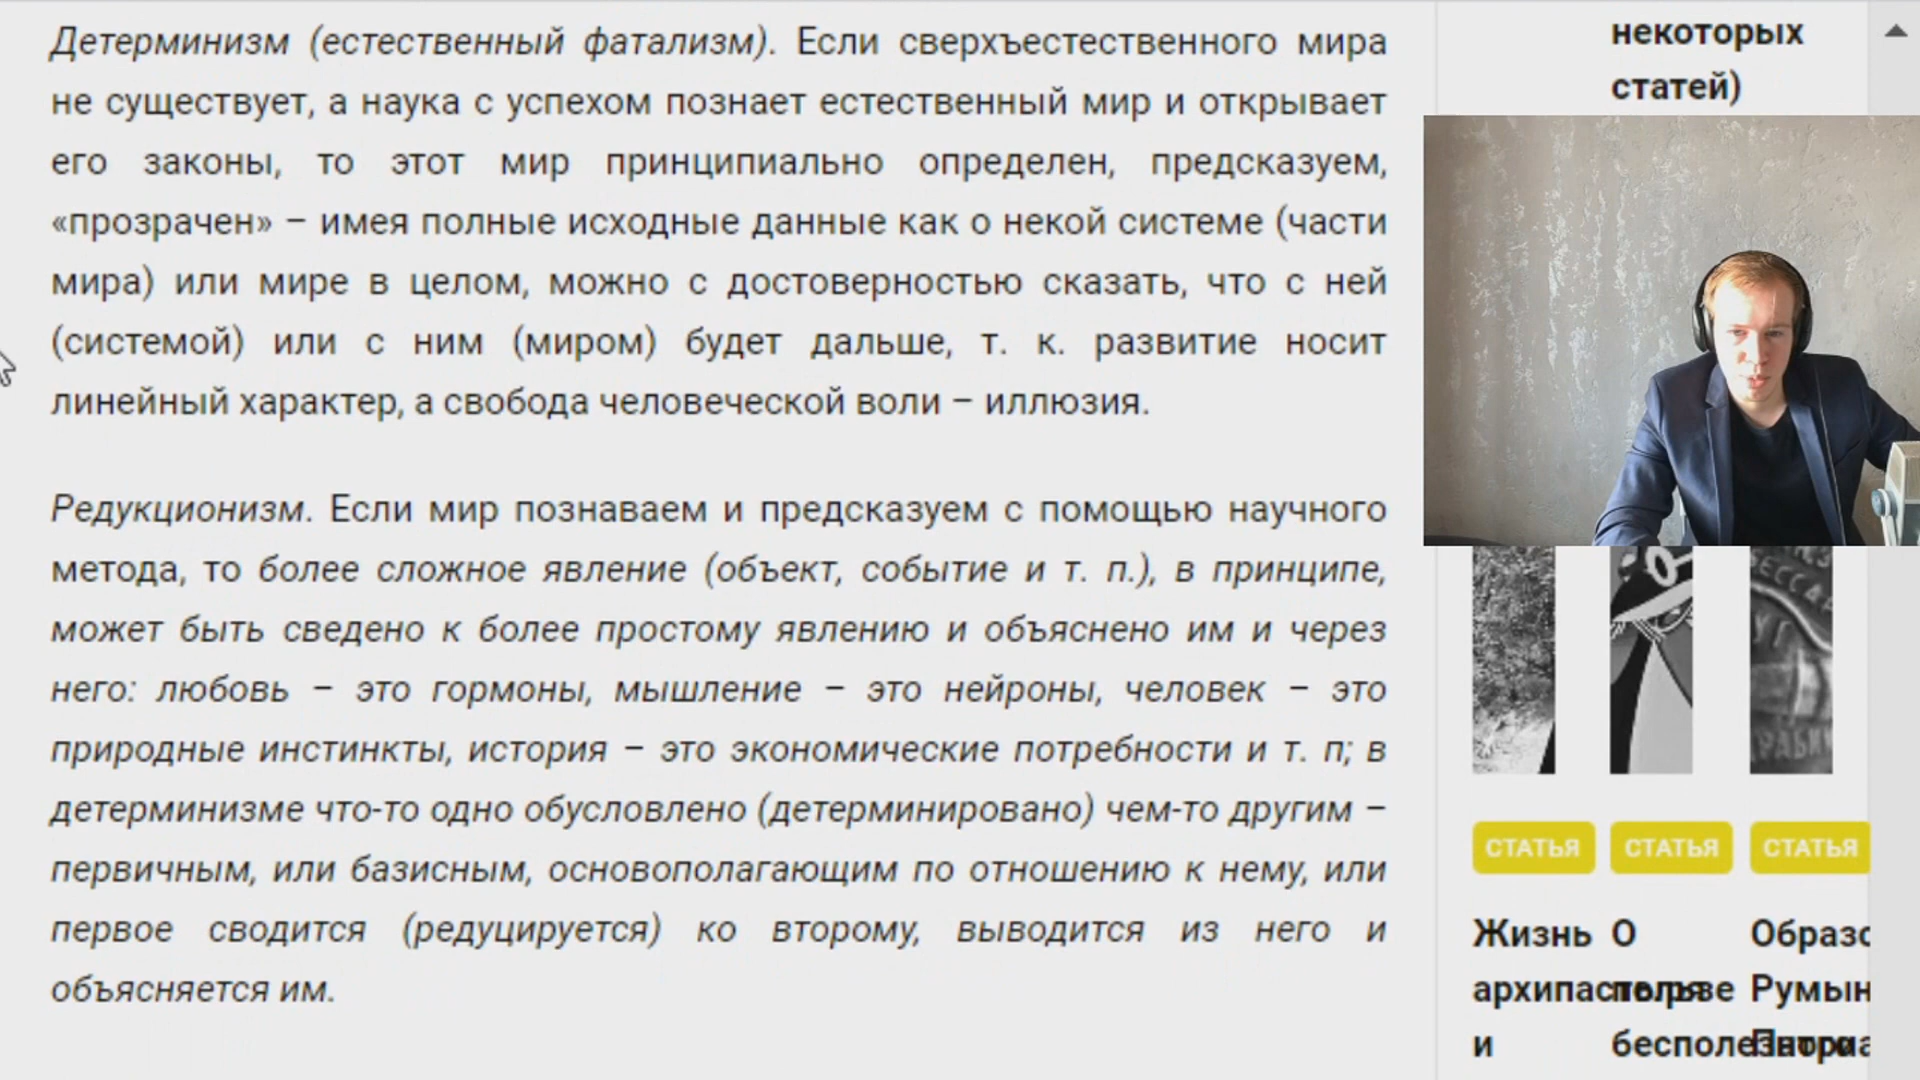 Детерминизм (естественный фатализм). Если сверхъестественного мира
не существует, а наука с успехом познает естественный мир и открывает
его законы, то этот мир принципиально определен, предсказуем,
«прозрачен» – имея полные исходные данные как о некой системе (части
мира) или мире в целом, можно с достоверностью сказать, что с ней
(системой) или с ним (миром) будет дальше, т. к. развитие носит
линейный характер, а свобода человеческой воли – иллюзия.
Редукционизм. Если мир познаваем и предсказуем с помощью научного
метода, то более сложное явление (объект, событие и т. п.), в принципе,
может быть сведено к более простому явлению и объяснено им и через
него: любовь – это гормоны, мышление – это нейроны, человек – это
природные инстинкты, история – это экономические потребности и т. п; в
детерминизме что-то одно обусловлено (детерминировано) чем-то другим –
первичным, или базисным, основополагающим по отношению к нему, или
первое сводится (редуцируется) ко второму, выводится из него и
объясняется им.
некоторых
статей)
СТАТЬЯ СТАТЬЯ СТАТЬЯ
Жизнь О Образо
Румын
и